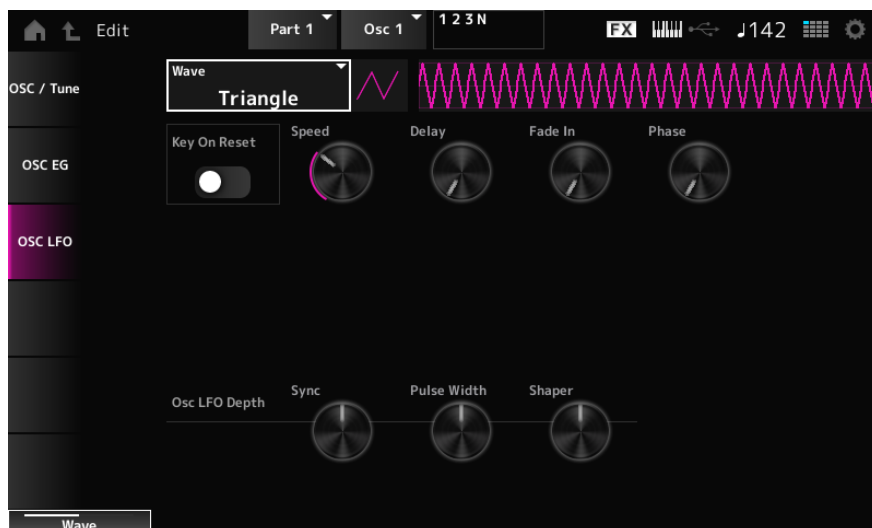 Edit
Part 1
Osc 1
1 2 3 N
FX
♩142
OSC / Tune
OSC EG
OSC LFO
Wave
Triangle
Key On Reset
Speed
Delay
Fade In
Phase
Osc LFO Depth
Sync
Pulse Width
Shaper
Wave